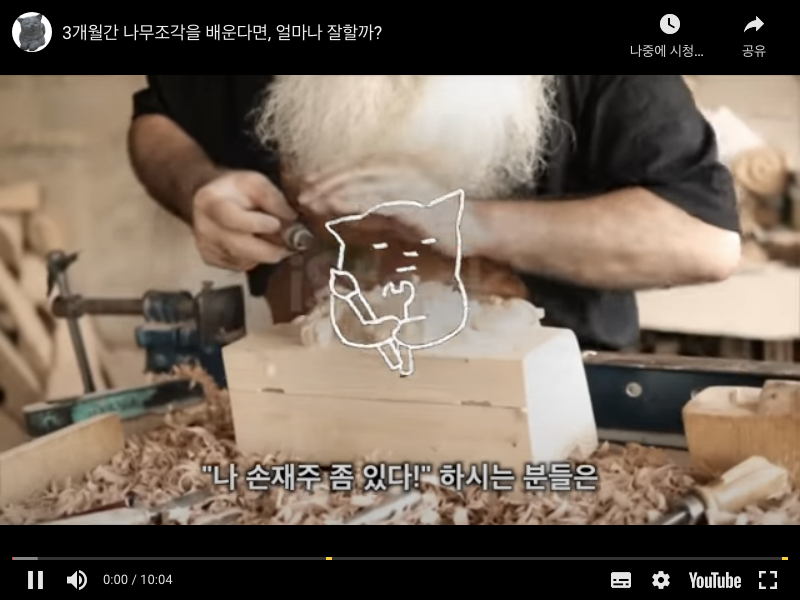 3개월간 나무조각을 배운다면, 얼마나 잘할까?
나중에 시청...
공유
"나 손재주 좀 있다!" 하시는 분들은
0:00 / 10:04
YouTube